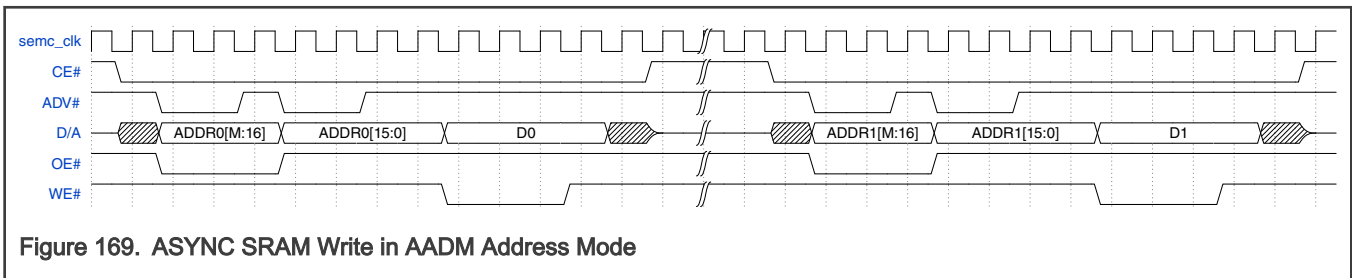 semc_clk
CE#
ADV#
D/A ADDR0[M:16] ADDR0[15:0] D0 ADDR1[M:16] ADDR1[15:0] D1
OE#
WE#
Figure 169. ASYNC SRAM Write in AADM Address Mode